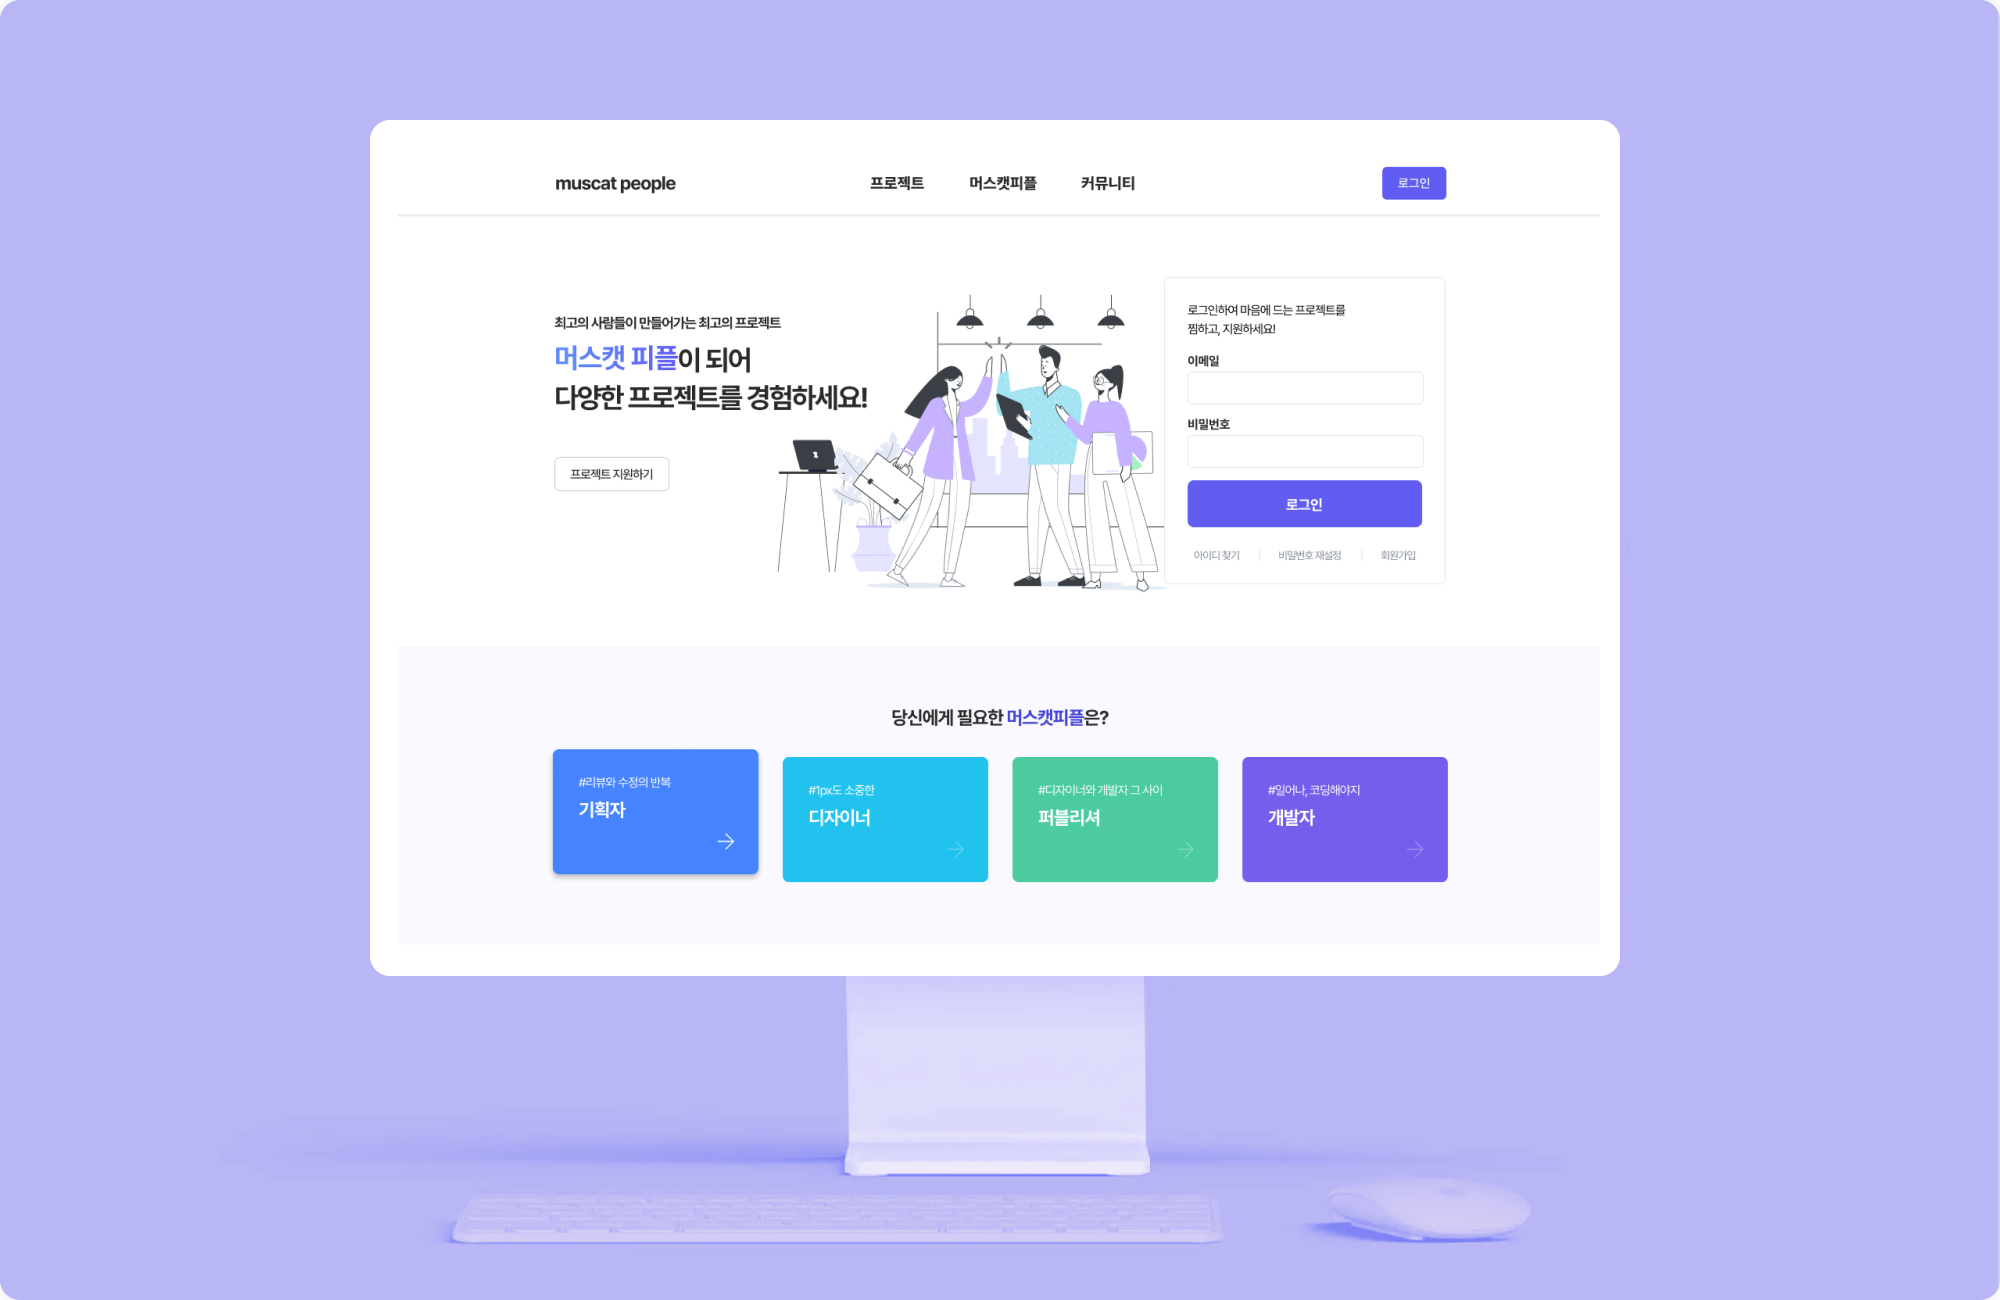 muscat people
프로젝트
머스캣피플
커뮤니티
로그인
최고의 사람들이 만들어가는 최고의 프로젝트
머스캣 피플이 되어
다양한 프로젝트를 경험하세요!
프로젝트 지원하기
로그인하여 마음에 드는 프로젝트를
찜하고, 지원하세요!
이메일
비밀번호
로그인
아이디 찾기 | 비밀번호 재설정 | 회원가입
당신에게 필요한 머스캣피플은?
#리뷰와 수정의 반복
기획자
#1px도 소중한
디자이너
#디자이너와 개발자 그 사이
퍼블리셔
#일어나, 코딩해야지
개발자